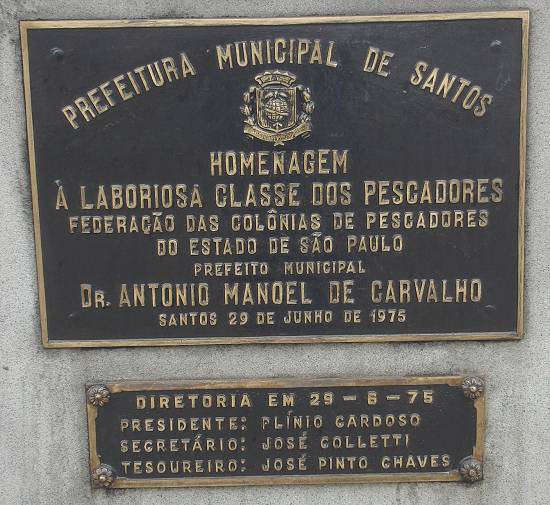 PREFEITURA MUNICIPAL DE SANTOS
HOMENAGEM
À LABORIOSA CLASSE DOS PESCADORES
FEDERAÇÃO DAS COLÔNIAS DE PESCADORES
DO ESTADO DE SÃO PAULO
PREFEITO MUNICIPAL
DR. ANTONIO MANOEL DE CARVALHO
SANTOS 29 DE JUNHO DE 1975
DIRETORIA EM 29-6-75
PRESIDENTE: PLÍNIO CARDOSO
SECRETÁRIO: JOSÉ COLLETTI
TESOUREIRO: JOSÉ PINTO CHAVES